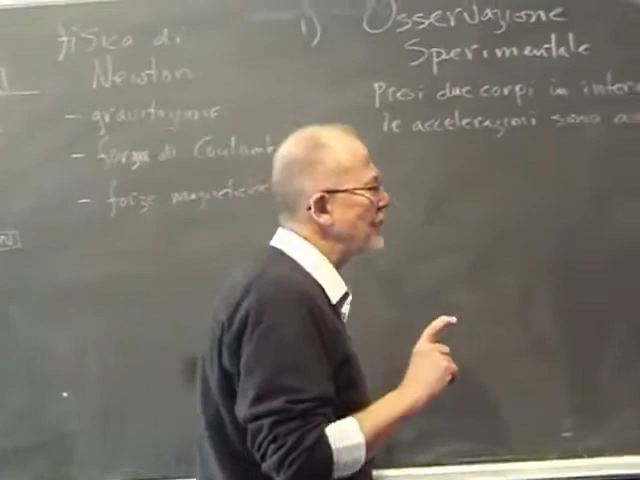 fisica di
Newton
- gravitazione
- forza di Coulomb
- forze magnetiche
1) Osservazione
Sperimentale
Presi due corpi in intera
le accelerazioni sono